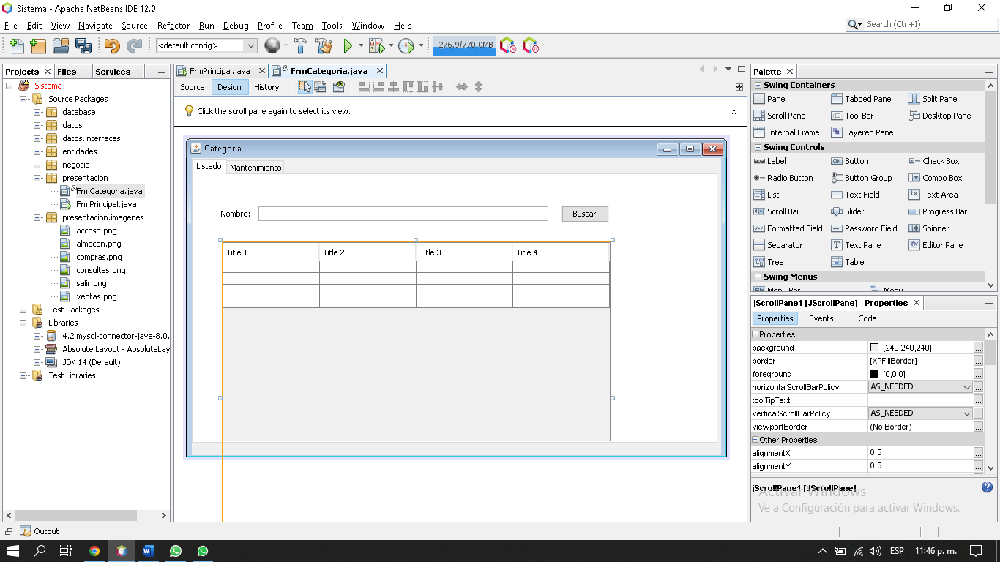 Sistema - Apache NetBeans IDE 12.0
File Edit View Navigate Source Refactor Run Debug Profile Team Tools Window Help
Search (Ctrl+I)
<default config>
276,9/770,0MB
Projects Files Services
Sistema
Source Packages
database
datos
datos.interfaces
entidades
negocio
presentacion
FrmCategoria.java
FrmPrincipal.java
presentacion.imagenes
acceso.png
almacen.png
compras.png
consultas.png
salir.png
ventas.png
Test Packages
Libraries
4.2 mysql-connector-java-8.0.
Absolute Layout - AbsoluteLay
JDK 14 (Default)
Test Libraries
FrmPrincipal.java FrmCategoria.java
Source Design History
Click the scroll pane again to select its view.
x
Categoria
Listado Mantenimiento
Nombre: Buscar
Title 1 Title 2 Title 3 Title 4
Palette
Swing Containers
Panel Tabbed Pane Split Pane
Scroll Pane Tool Bar Desktop Pane
Internal Frame Layered Pane
Swing Controls
label Label OK Button Check Box
Radio Button Button Group Combo Box
List Text Field Text Area
Scroll Bar Slider Progress Bar
Formatted Field Password Field Spinner
Separator Text Pane Editor Pane
Tree Table
Swing Menus
Menu Bar Menu
jScrollPane1 [JScrollPane] - Properties
Properties Events Code
Properties
background [240,240,240] ...
border [XPFillBorder] ...
foreground [0,0,0] ...
horizontalScrollBarPolicy AS_NEEDED ...
toolTipText ...
verticalScrollBarPolicy AS_NEEDED ...
viewportBorder (No Border) ...
Other Properties
alignmentX 0.5 ...
alignmentY 0.5 ...
jScrollPane1 [JScrollPane]
Activar Windows
Ve a Configuración para activar Windows.
Output
ESP 11:46 p. m.